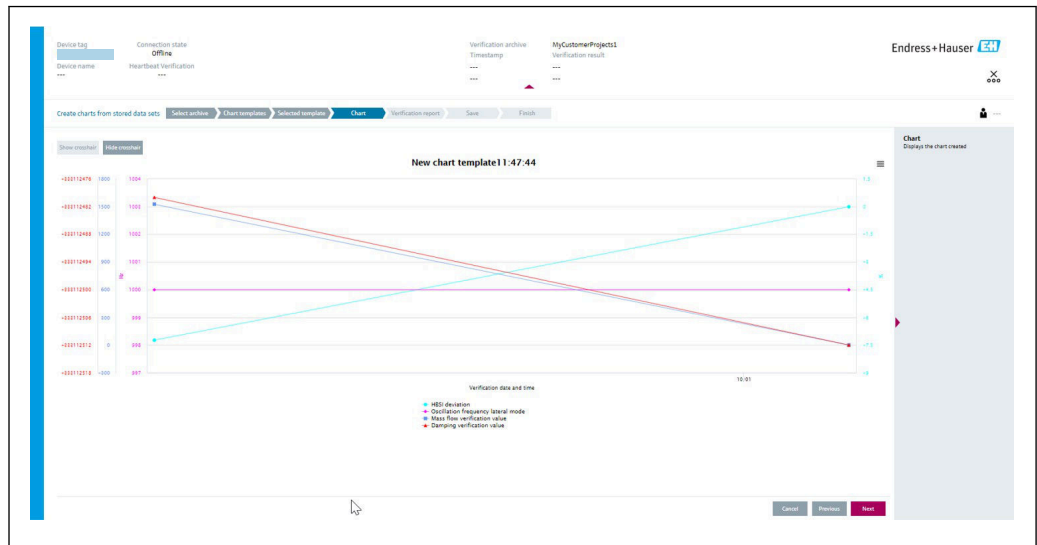 Device tag
Connection state
Offline
Device name
Heartbeat Verification
---
---
Verification archive
MyCustomerProjects1
Timestamp
Verification result
---
---
---
---
Endress+Hauser EH
Create charts from stored data sets
Select archive
Chart templates
Selected template
Chart
Verification report
Save
Finish
---
Show crosshair
Hide crosshair
New chart template11:47:44
Chart
Displays the chart created
1800
1004
1500
1003
1200
1002
900
1001
Hz
600
1000
300
999
0
998
-300
997
%
10/01
Verification date and time
HBSI deviation
Oscillation frequency lateral mode
Mass flow verification value
Damping verification value
Cancel
Previous
Next